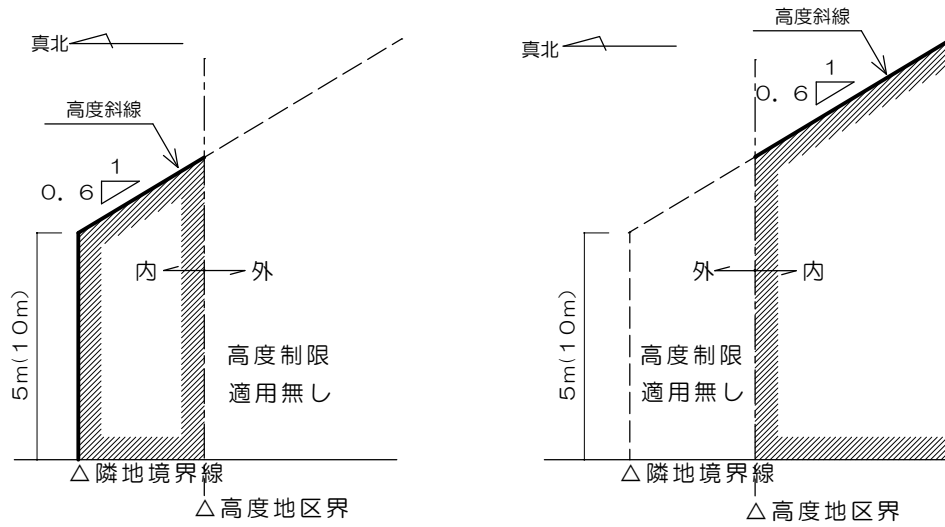 真北
高度斜線
1
0.6
5m(10m)
内 外
高度制限
適用無し
△隣地境界線
△高度地区界
真北
高度斜線
1
0.6
5m(10m)
外 内
高度制限
適用無し
△隣地境界線
△高度地区界